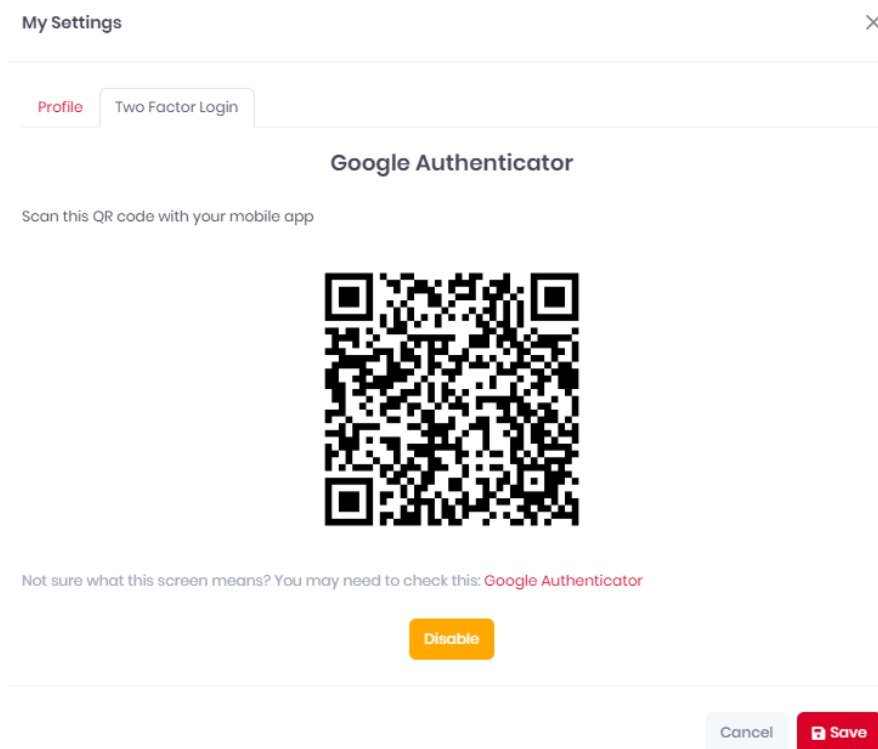 My Settings
Profile
Two Factor Login
Google Authenticator
Scan this QR code with your mobile app
Not sure what this screen means? You may need to check this: Google Authenticator
Disable
Cancel
Save